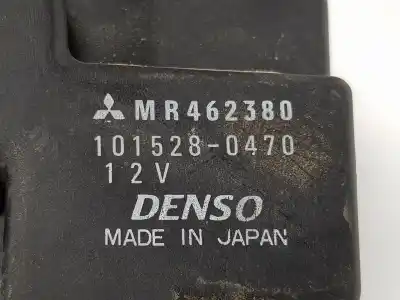 MR462380
101528-0470
12V
DENSO
MADE IN JAPAN